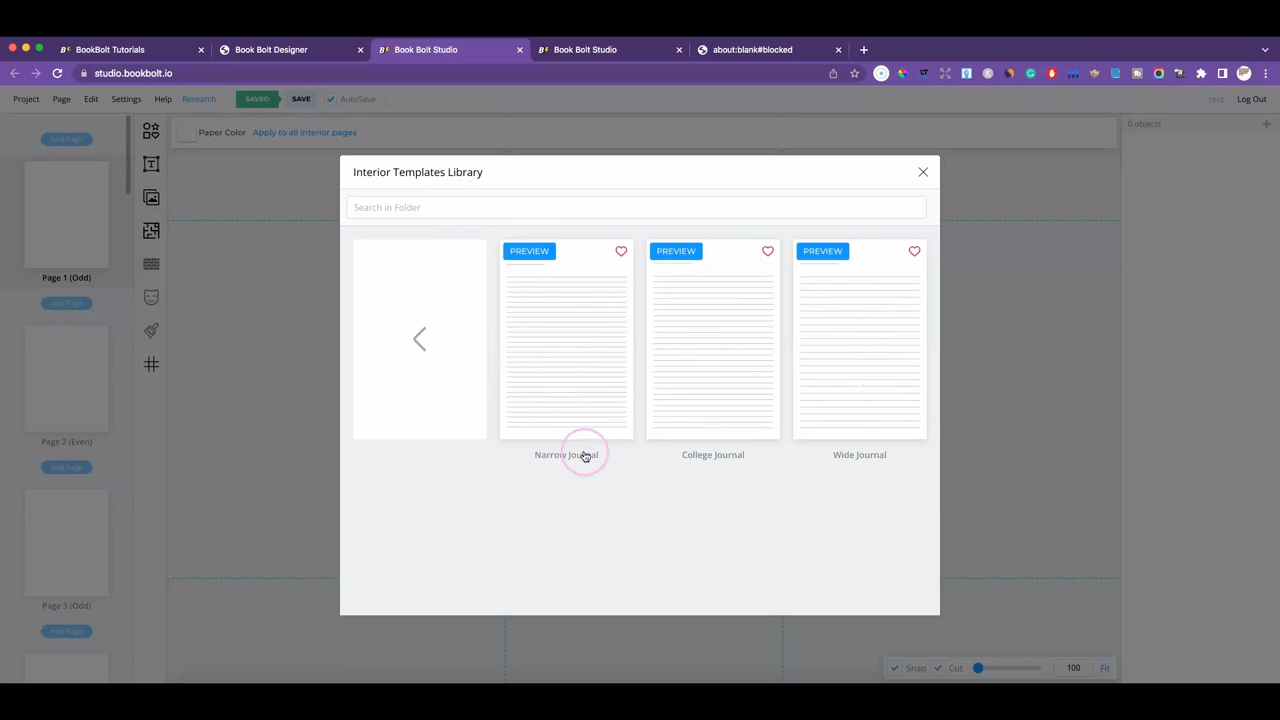 BookBolt Tutorials
Book Bolt Designer
Book Bolt Studio
Book Bolt Studio
about:blank#blocked
studio.bookbolt.io
Project
Page
Edit
Settings
Help
Research
SAVED
SAVE
AutoSave
test
Log Out
Add Page
Paper Color
Apply to all interior pages
0 objects
Interior Templates Library
Search in Folder
PREVIEW
PREVIEW
PREVIEW
Page 1 (Odd)
Add Page
Page 2 (Even)
Narrow Journal
College Journal
Wide Journal
Add Page
Page 3 (Odd)
Add Page
Snap
Cut
100
Fit